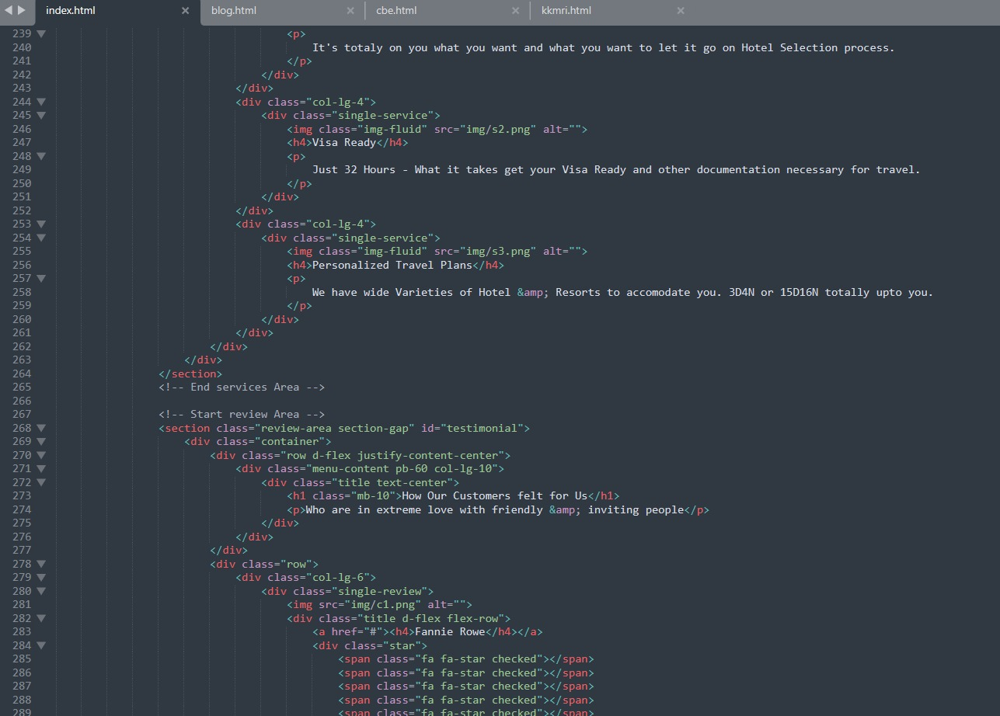 index.html × blog.html × cbe.html × kkmri.html ×
239 <p>
240 It's totaly on you what you want and what you want to let it go on Hotel Selection process.
241 </p>
242 </div>
243 </div>
244 <div class="col-lg-4">
245 <div class="single-service">
246 <img class="img-fluid" src="img/s2.png" alt="">
247 <h4>Visa Ready</h4>
248 <p>
249 Just 32 Hours - What it takes get your Visa Ready and other documentation necessary for travel.
250 </p>
251 </div>
252 </div>
253 <div class="col-lg-4">
254 <div class="single-service">
255 <img class="img-fluid" src="img/s3.png" alt="">
256 <h4>Personalized Travel Plans</h4>
257 <p>
258 We have wide Varieties of Hotel &amp; Resorts to accomodate you. 3D4N or 15D16N totally upto you.
259 </p>
260 </div>
261 </div>
262 </div>
263 </div>
264 </section>
265 <!-- End services Area -->
266
267 <!-- Start review Area -->
268 <section class="review-area section-gap" id="testimonial">
269 <div class="container">
270 <div class="row d-flex justify-content-center">
271 <div class="menu-content pb-60 col-lg-10">
272 <div class="title text-center">
273 <h1 class="mb-10">How Our Customers felt for Us</h1>
274 <p>Who are in extreme love with friendly &amp; inviting people</p>
275 </div>
276 </div>
277 </div>
278 <div class="row">
279 <div class="col-lg-6">
280 <div class="single-review">
281 <img src="img/c1.png" alt="">
282 <div class="title d-flex flex-row">
283 <a href="#"><h4>Fannie Rowe</h4></a>
284 <div class="star">
285 <span class="fa fa-star checked"></span>
286 <span class="fa fa-star checked"></span>
287 <span class="fa fa-star checked"></span>
288 <span class="fa fa-star checked"></span>
289 <span class="fa fa-star checked"></span>